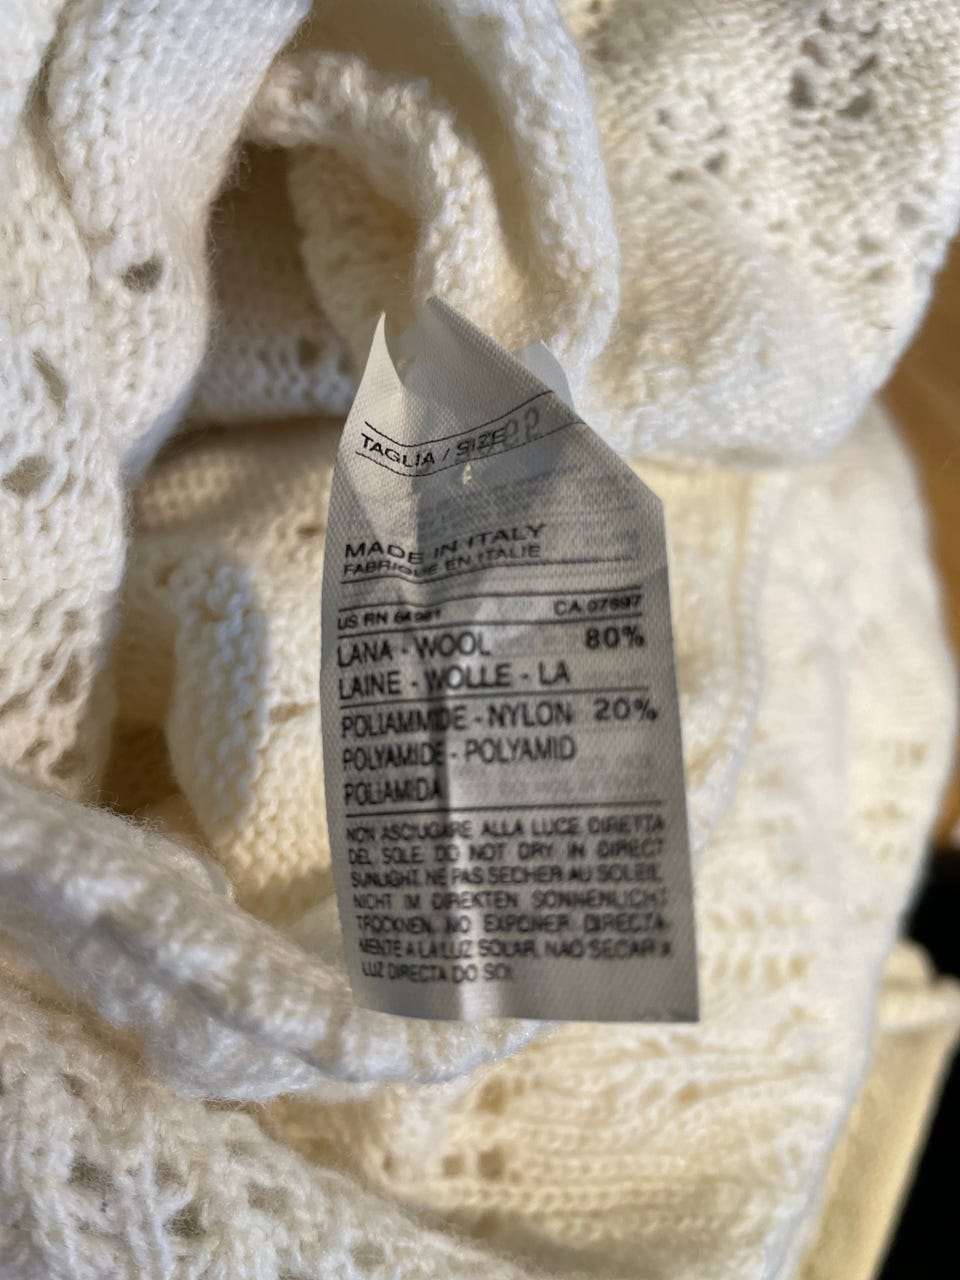 TAGLIA / SIZE
MADE IN ITALY
FABRIQUE EN ITALIE
US RN CA 07897
LANA - WOOL 80%
LAINE - WOLLE - LA
POLIAMMIDE - NYLON 20%
POLYAMIDE - POLYAMID
POLIAMIDA
NON ASCIUGARE ALLA LUCE DIRETTA
DEL SOLE. DO NOT DRY IN DIRECT
SUNLIGHT. NE PAS SECHER AU SOLEIL.
NICHT IM DIREKTEN SONNENLICHT
TROCKNEN. NO EXPONER DIRECTA-
MENTE A LA LUZ SOLAR. NAO SECAR A
LUZ DIRECTA DO SOL